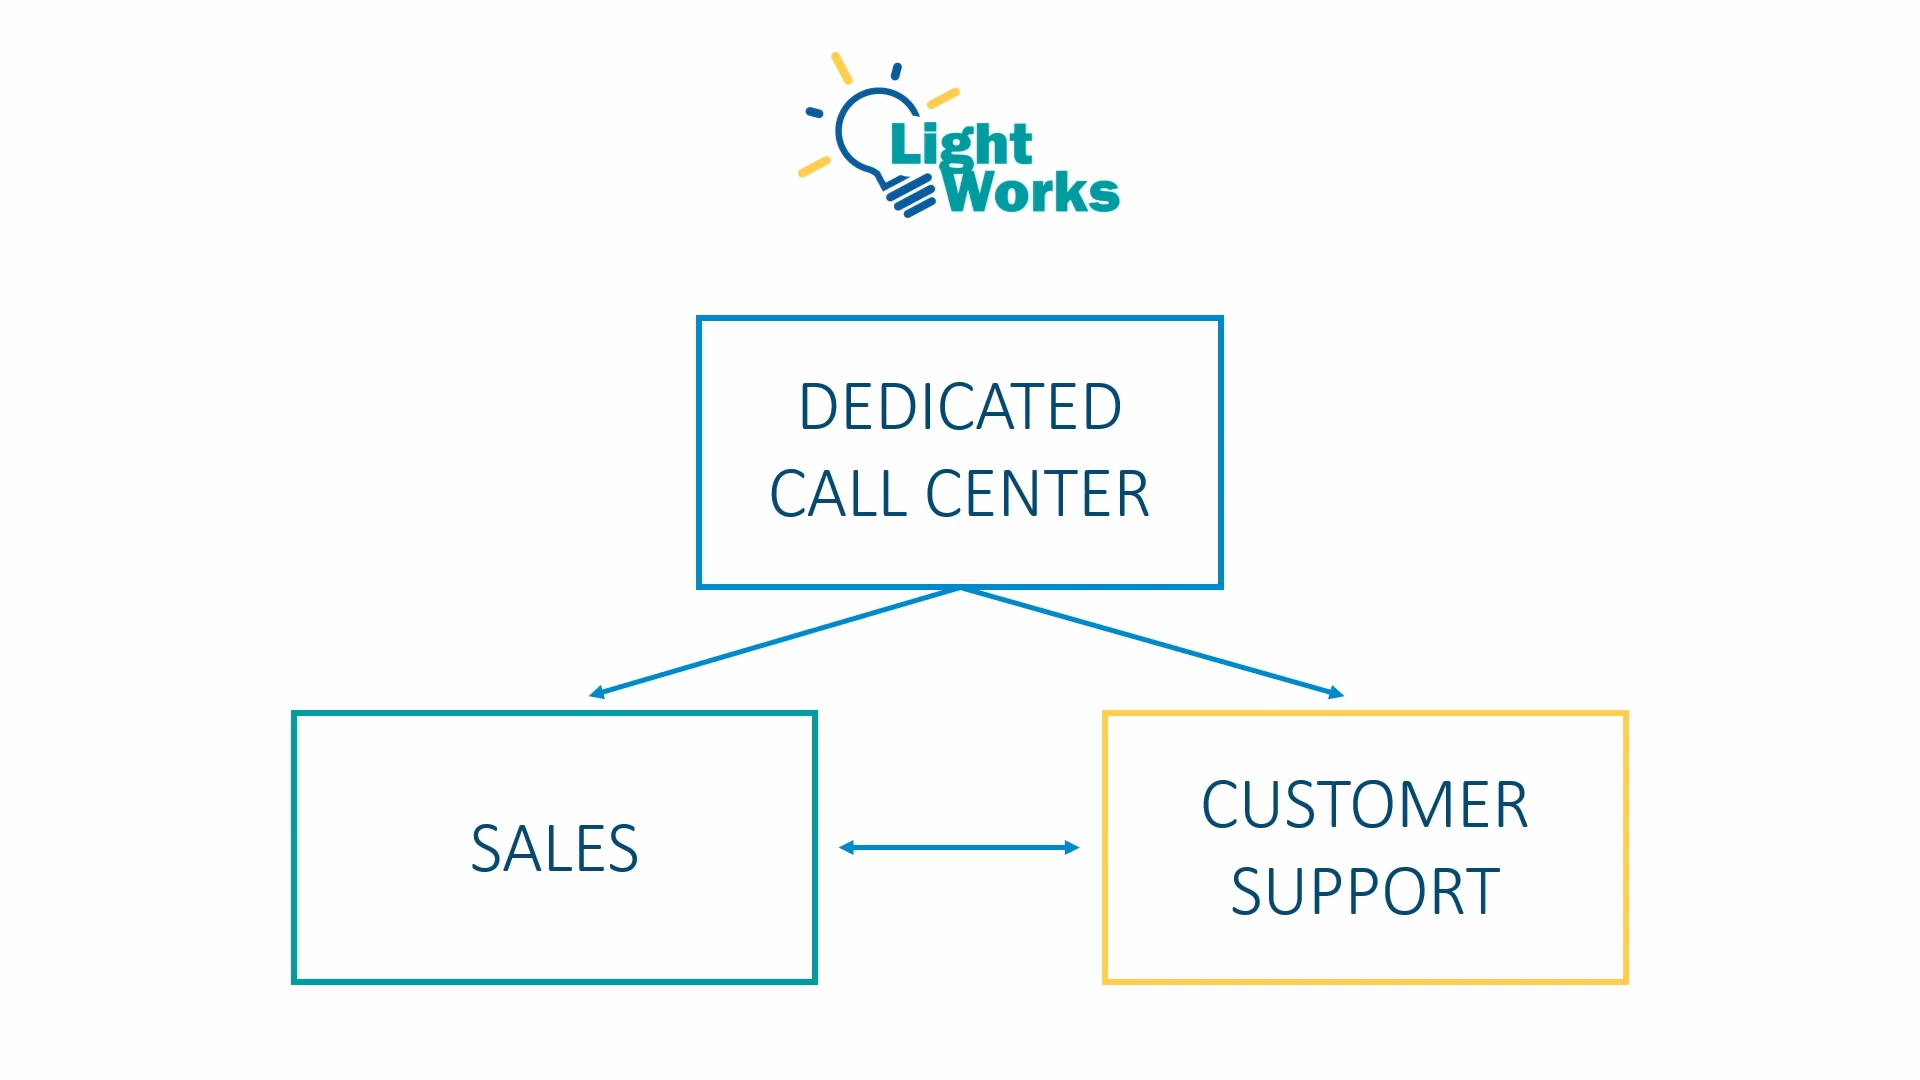 Light
Works
DEDICATED
CALL CENTER
SALES
CUSTOMER
SUPPORT